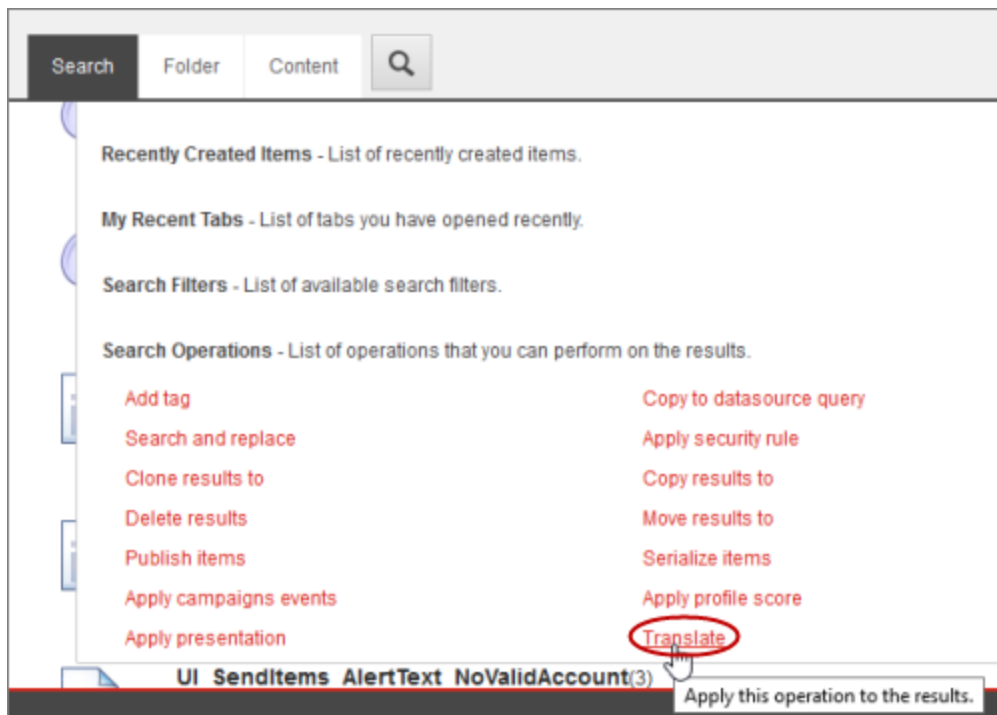 Search Folder Content
Recently Created Items - List of recently created items.
My Recent Tabs - List of tabs you have opened recently.
Search Filters - List of available search filters.
Search Operations - List of operations that you can perform on the results.
Add tag Copy to datasource query
Search and replace Apply security rule
Clone results to Copy results to
Delete results Move results to
Publish items Serialize items
Apply campaigns events Apply profile score
Apply presentation Translate
UI_SendItems_AlertText_NoValidAccount(3)
Apply this operation to the results.